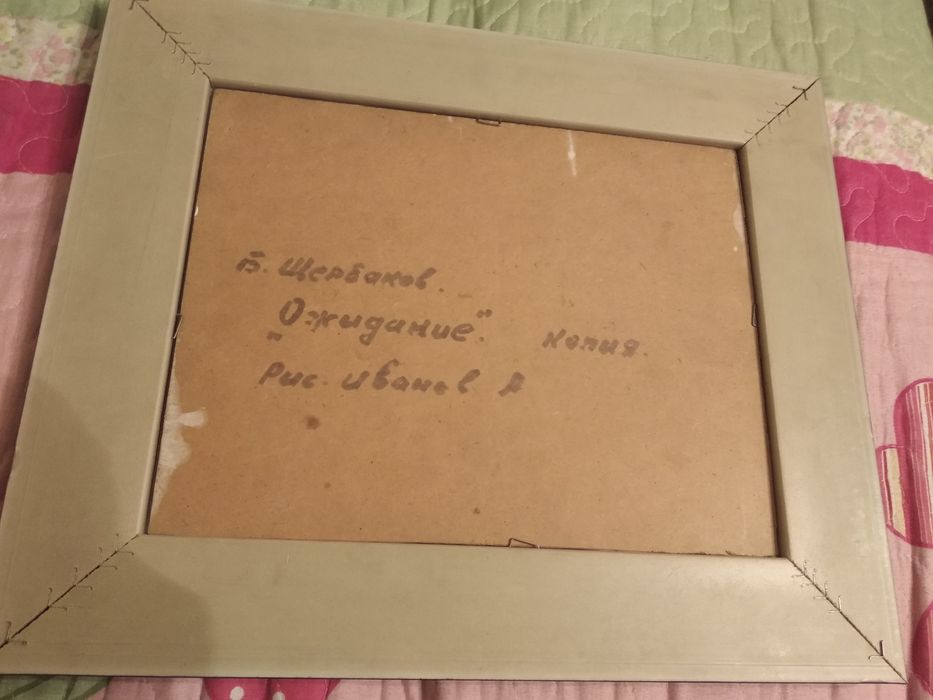 Б. Щербаков.
„Ожидание". копия.
Рис. Иванов А